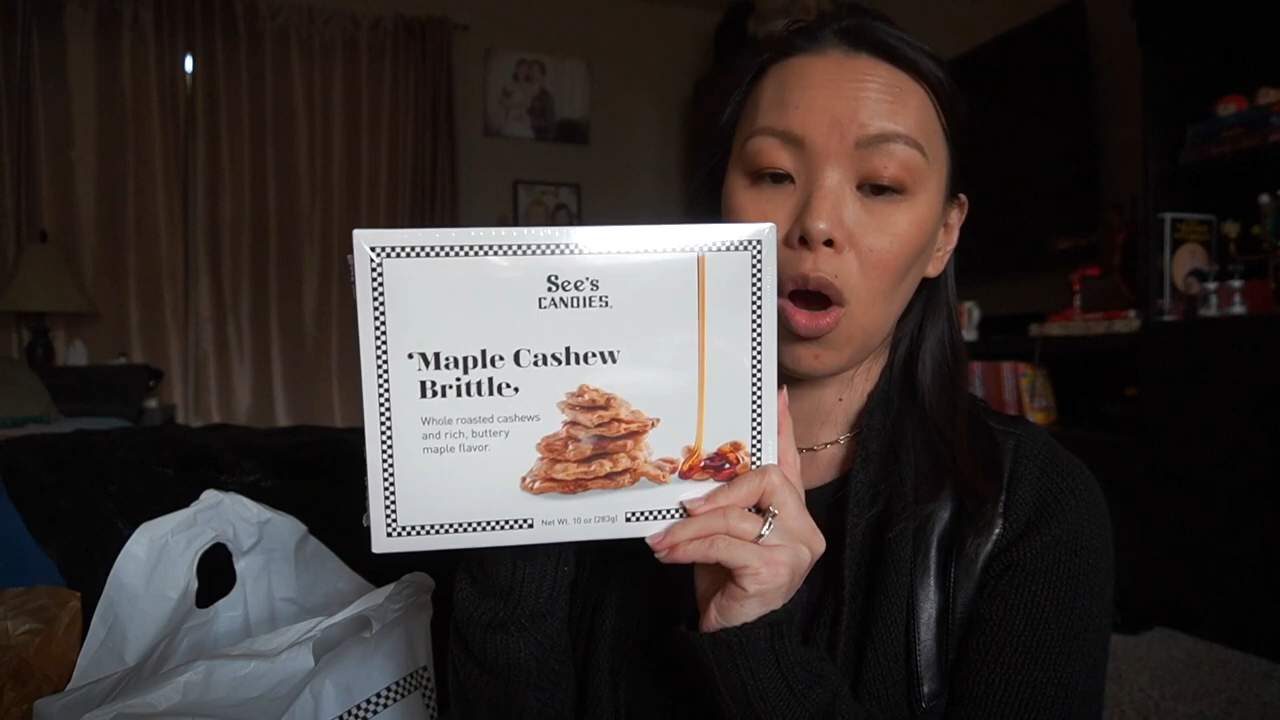 See's
CANDIES®
Maple Cashew
Brittle
Whole roasted cashews
and rich, buttery
maple flavor.
Net Wt. 10 oz (283g)